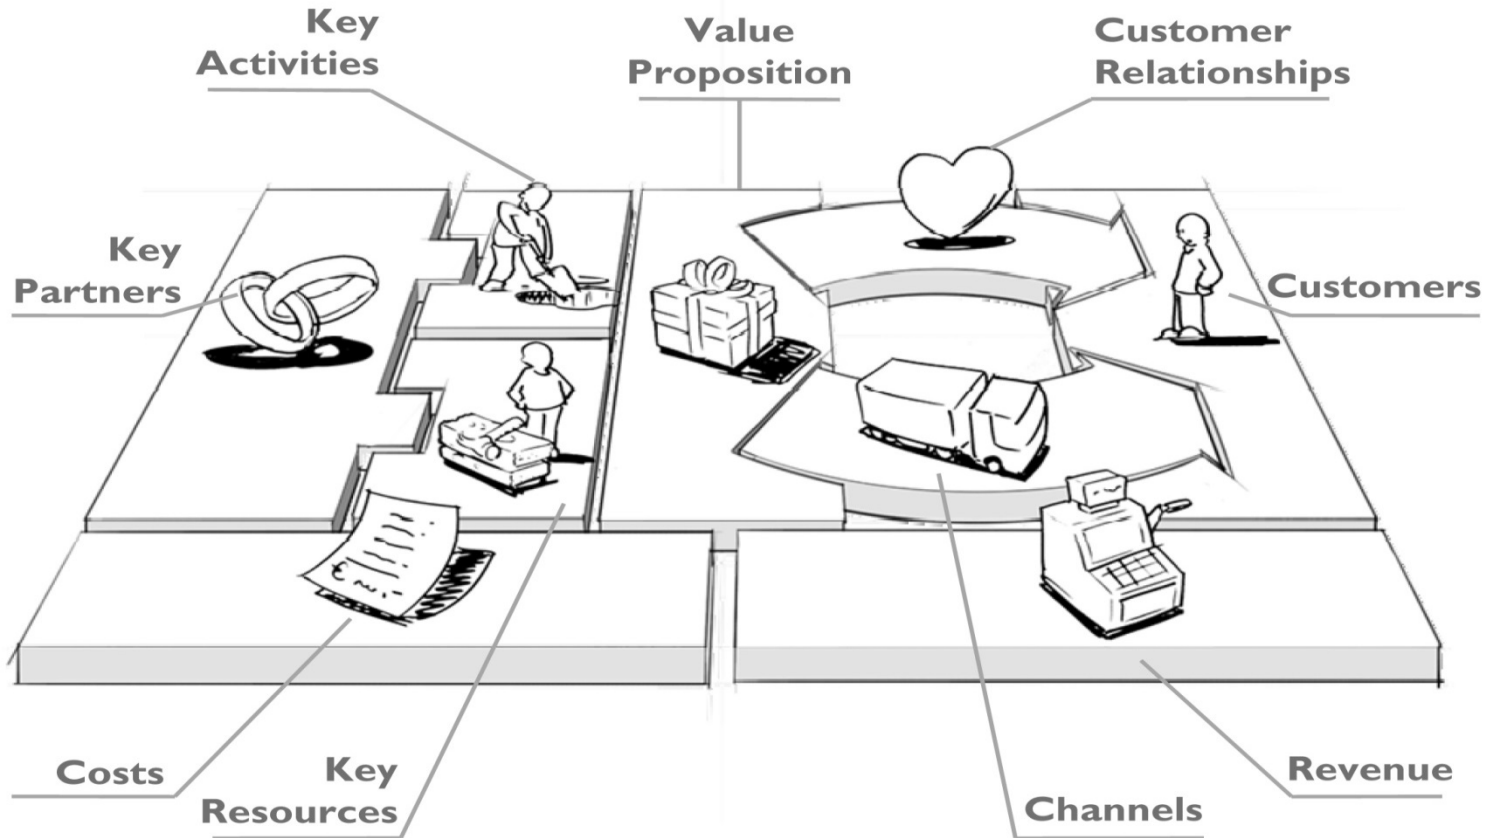 Key
Activities
Value
Proposition
Customer
Relationships
Key
Partners
Customers
€
Costs
Key
Resources
Channels
Revenue